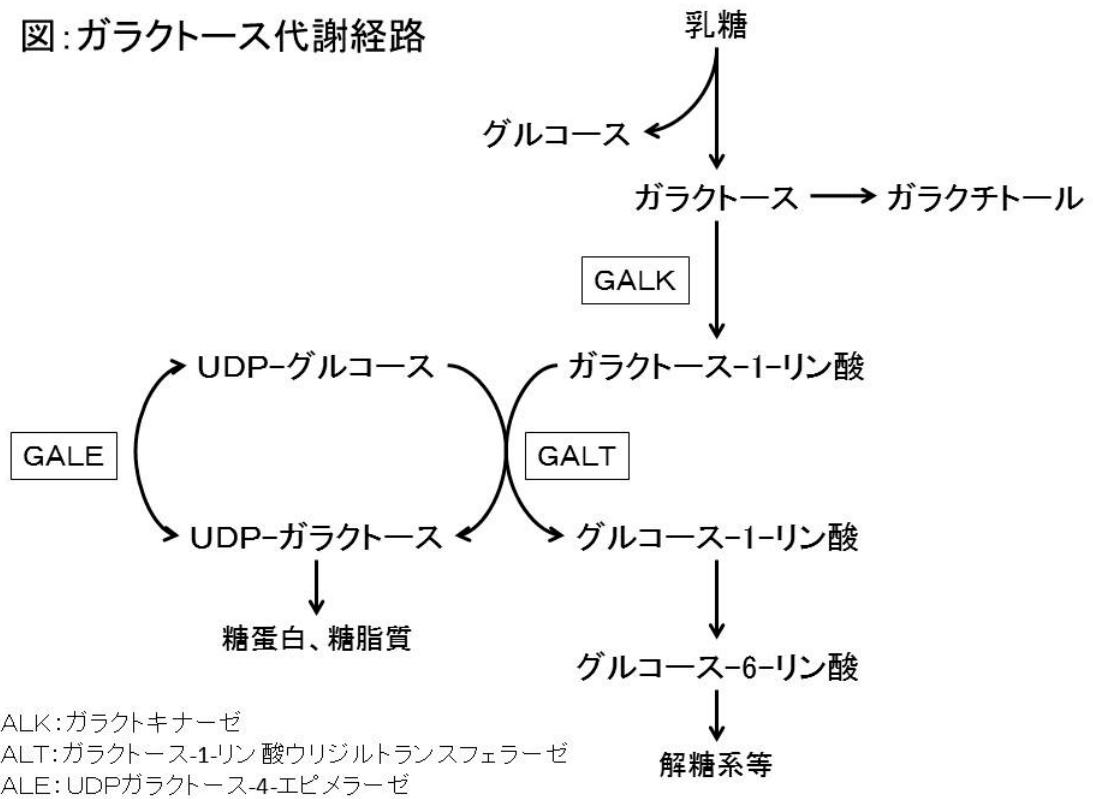 図：ガラクトース代謝経路
乳糖
グルコース
ガラクトース
ガラクチトール
GALK
UDP-グルコース
ガラクトース-1-リン酸
GALE
GALT
UDP-ガラクトース
グルコース-1-リン酸
糖蛋白、糖脂質
グルコース-6-リン酸
解糖系等
ALK：ガラクトキナーゼ
ALT：ガラクトース-1-リン酸ウリジルトランスフェラーゼ
ALE：UDPガラクトース-4-エピメラーゼ